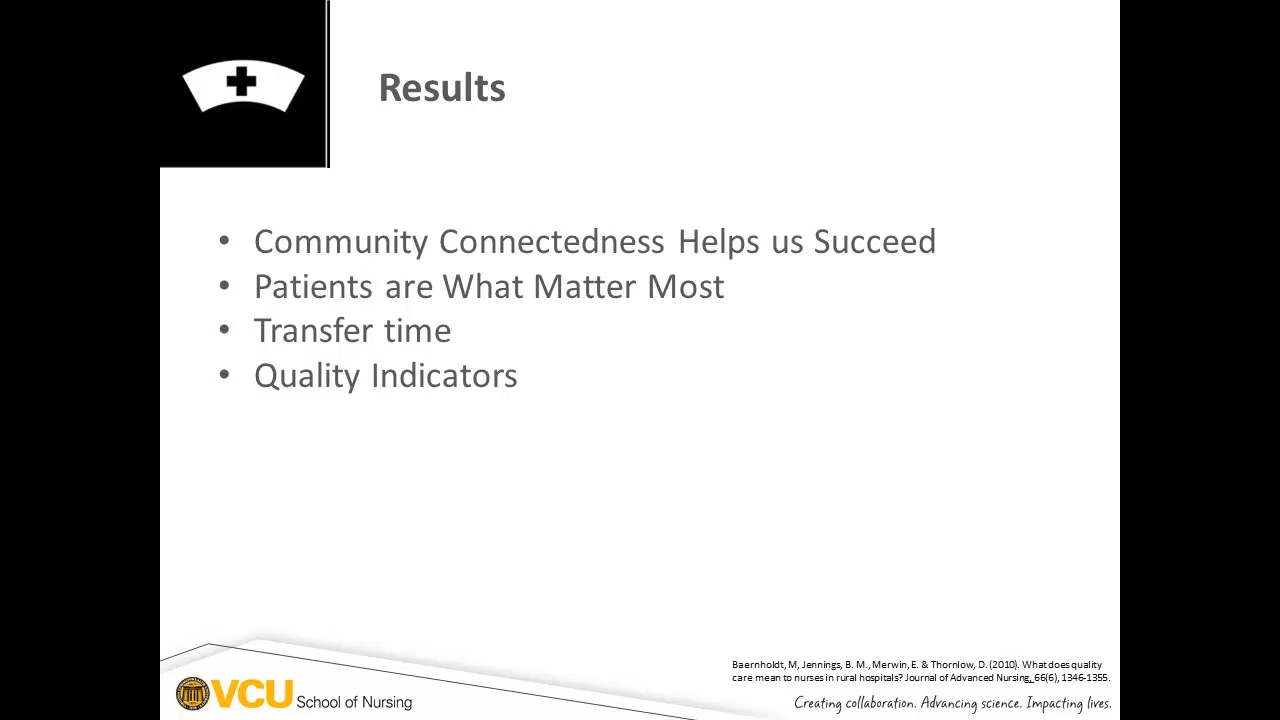 Results
• Community Connectedness Helps us Succeed
• Patients are What Matter Most
• Transfer time
• Quality Indicators
Baernholdt, M, Jennings, B. M., Merwin, E. & Thornlow, D. (2010). What does quality
care mean to nurses in rural hospitals? Journal of Advanced Nursing, 66(6), 1346-1355.
VCU School of Nursing
Creating collaboration. Advancing science. Impacting lives.